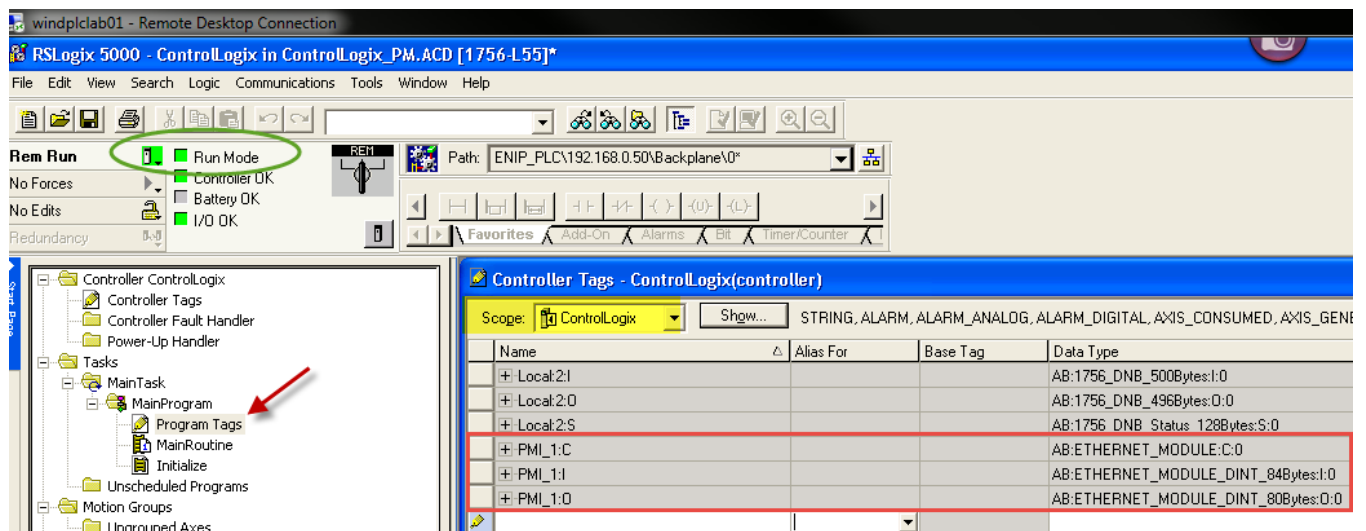 windplclab01 - Remote Desktop Connection
RSLogix 5000 - ControlLogix in ControlLogix_PM.ACD [1756-L55]*
File Edit View Search Logic Communications Tools Window Help
Rem Run
Run Mode
REM
Path: ENIP_PLC\192.168.0.50\Backplane\0*
No Forces
Controller OK
Battery OK
No Edits
I/O OK
Redundancy
Favorites Add-On Alarms Bit Timer/Counter
Start Page
Controller ControlLogix
Controller Tags
Controller Fault Handler
Power-Up Handler
Tasks
MainTask
MainProgram
Program Tags
MainRoutine
Initialize
Unscheduled Programs
Motion Groups
Ungrouped Axes
Controller Tags - ControlLogix(controller)
Scope: ControlLogix Show... STRING, ALARM, ALARM_ANALOG, ALARM_DIGITAL, AXIS_CONSUMED, AXIS_GENE
Name Alias For Base Tag Data Type
Local:2:I AB:1756_DNB_500Bytes:I:0
Local:2:O AB:1756_DNB_496Bytes:O:0
Local:2:S AB:1756_DNB_Status_128Bytes:S:0
PMI_1:C AB:ETHERNET_MODULE:C:0
PMI_1:I AB:ETHERNET_MODULE_DINT_84Bytes:I:0
PMI_1:O AB:ETHERNET_MODULE_DINT_80Bytes:O:0